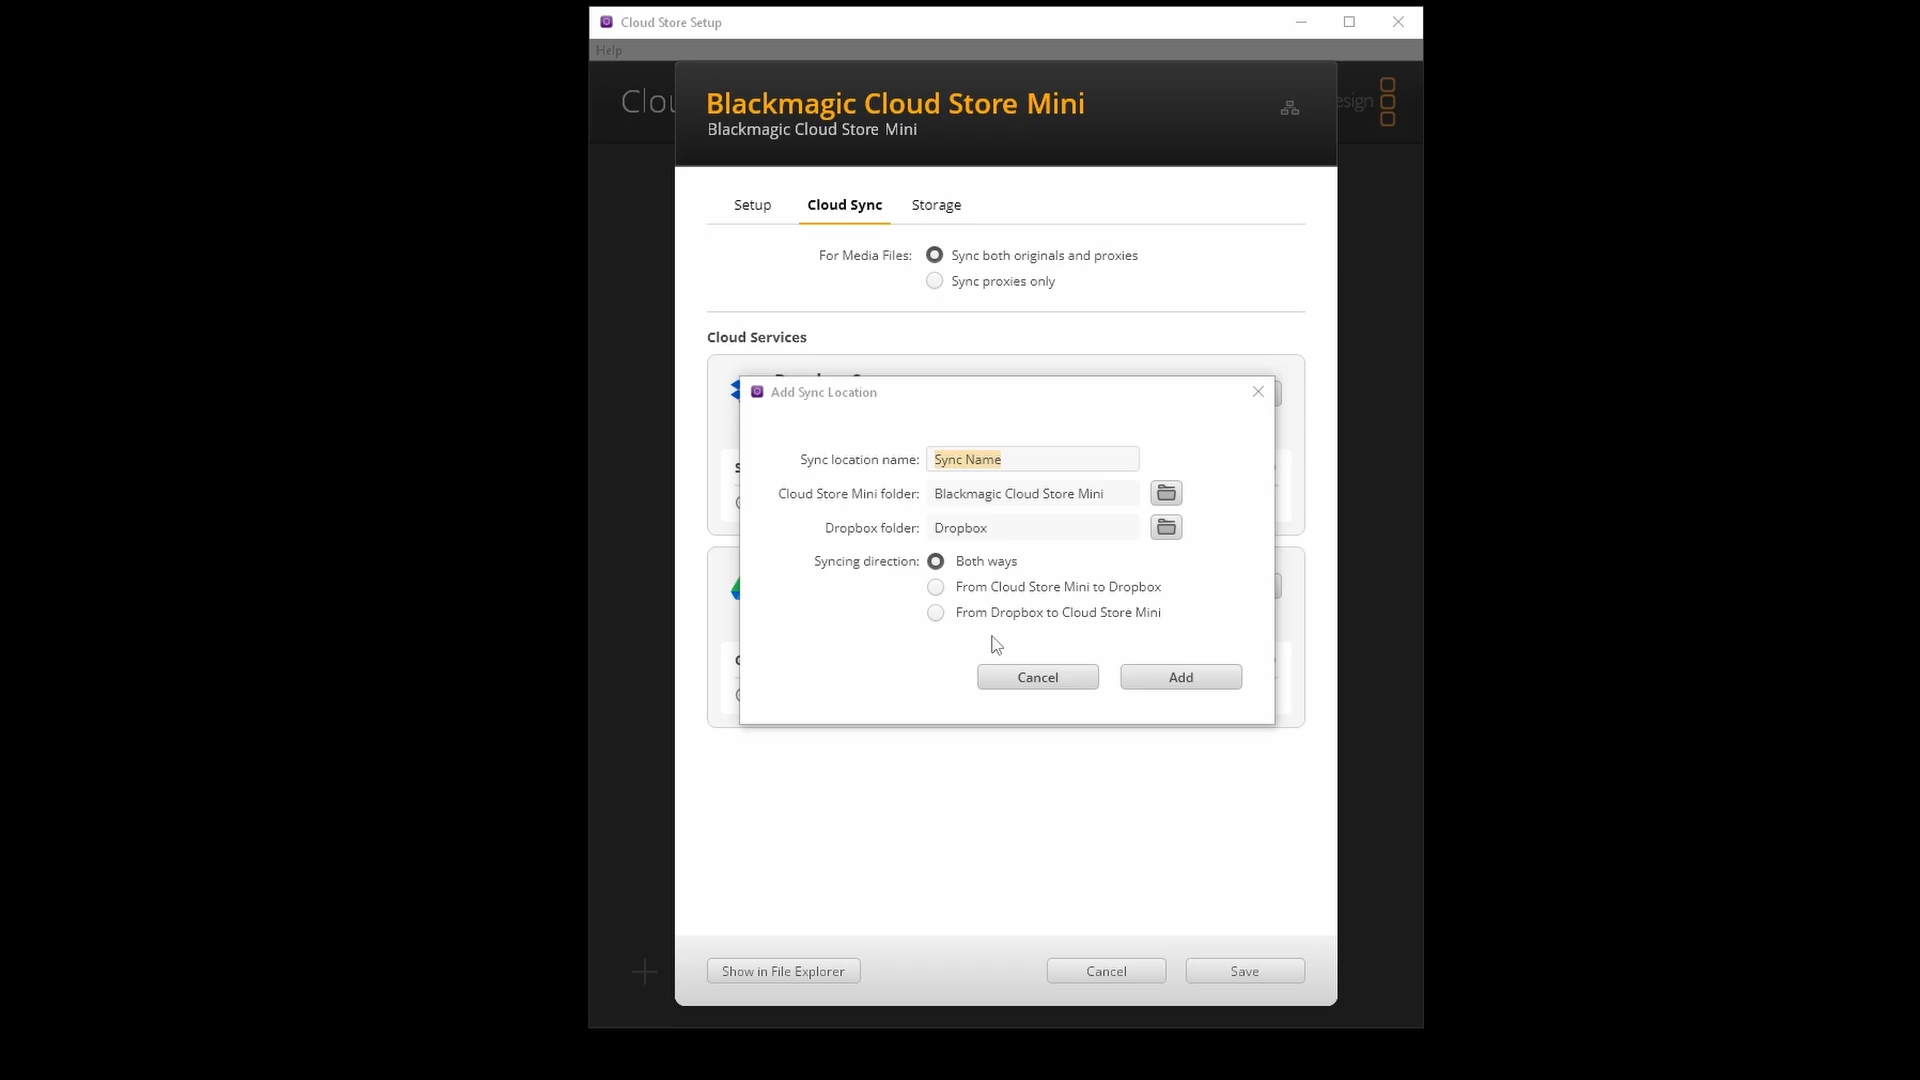 Cloud Store Setup
Help
Clou
Blackmagic Cloud Store Mini
esign
Blackmagic Cloud Store Mini
Setup Cloud Sync Storage
For Media Files: Sync both originals and proxies
Sync proxies only
Cloud Services
Add Sync Location
Sync location name: Sync Name
Cloud Store Mini folder: Blackmagic Cloud Store Mini
Dropbox folder: Dropbox
Syncing direction: Both ways
From Cloud Store Mini to Dropbox
From Dropbox to Cloud Store Mini
Cancel Add
Show in File Explorer Cancel Save